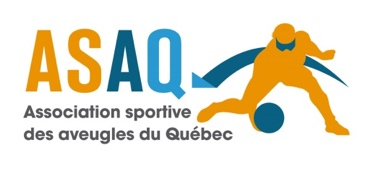 ASAQ
Association sportive
des aveugles du Québec